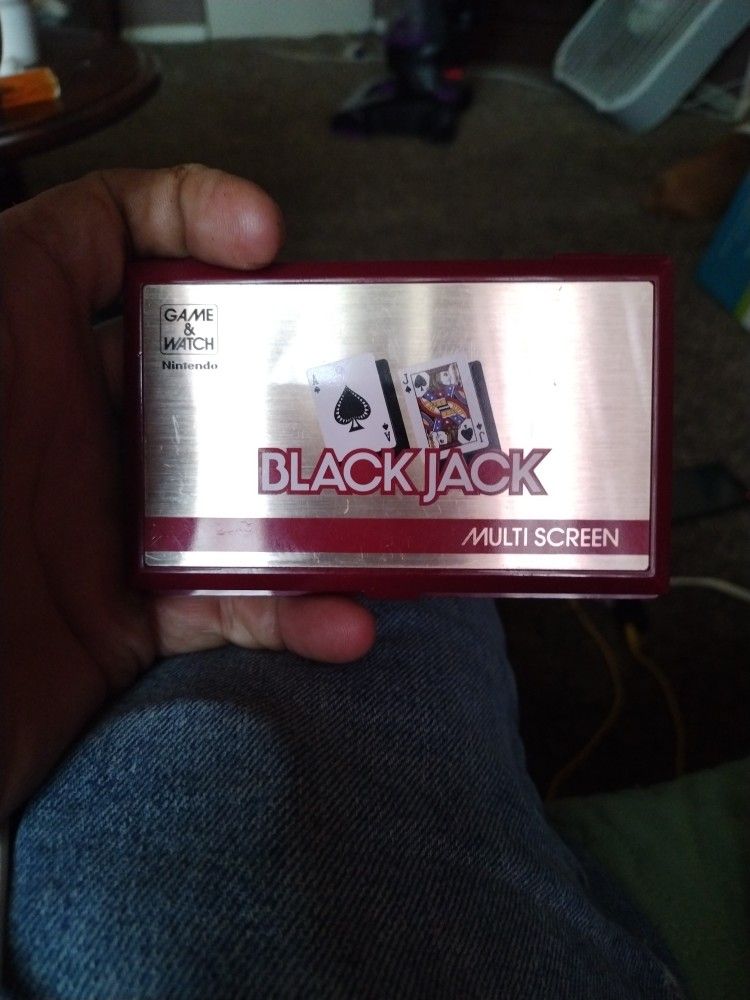 GAME
&
WATCH
Nintendo
A
A
J
J
BLACK JACK
MULTI SCREEN